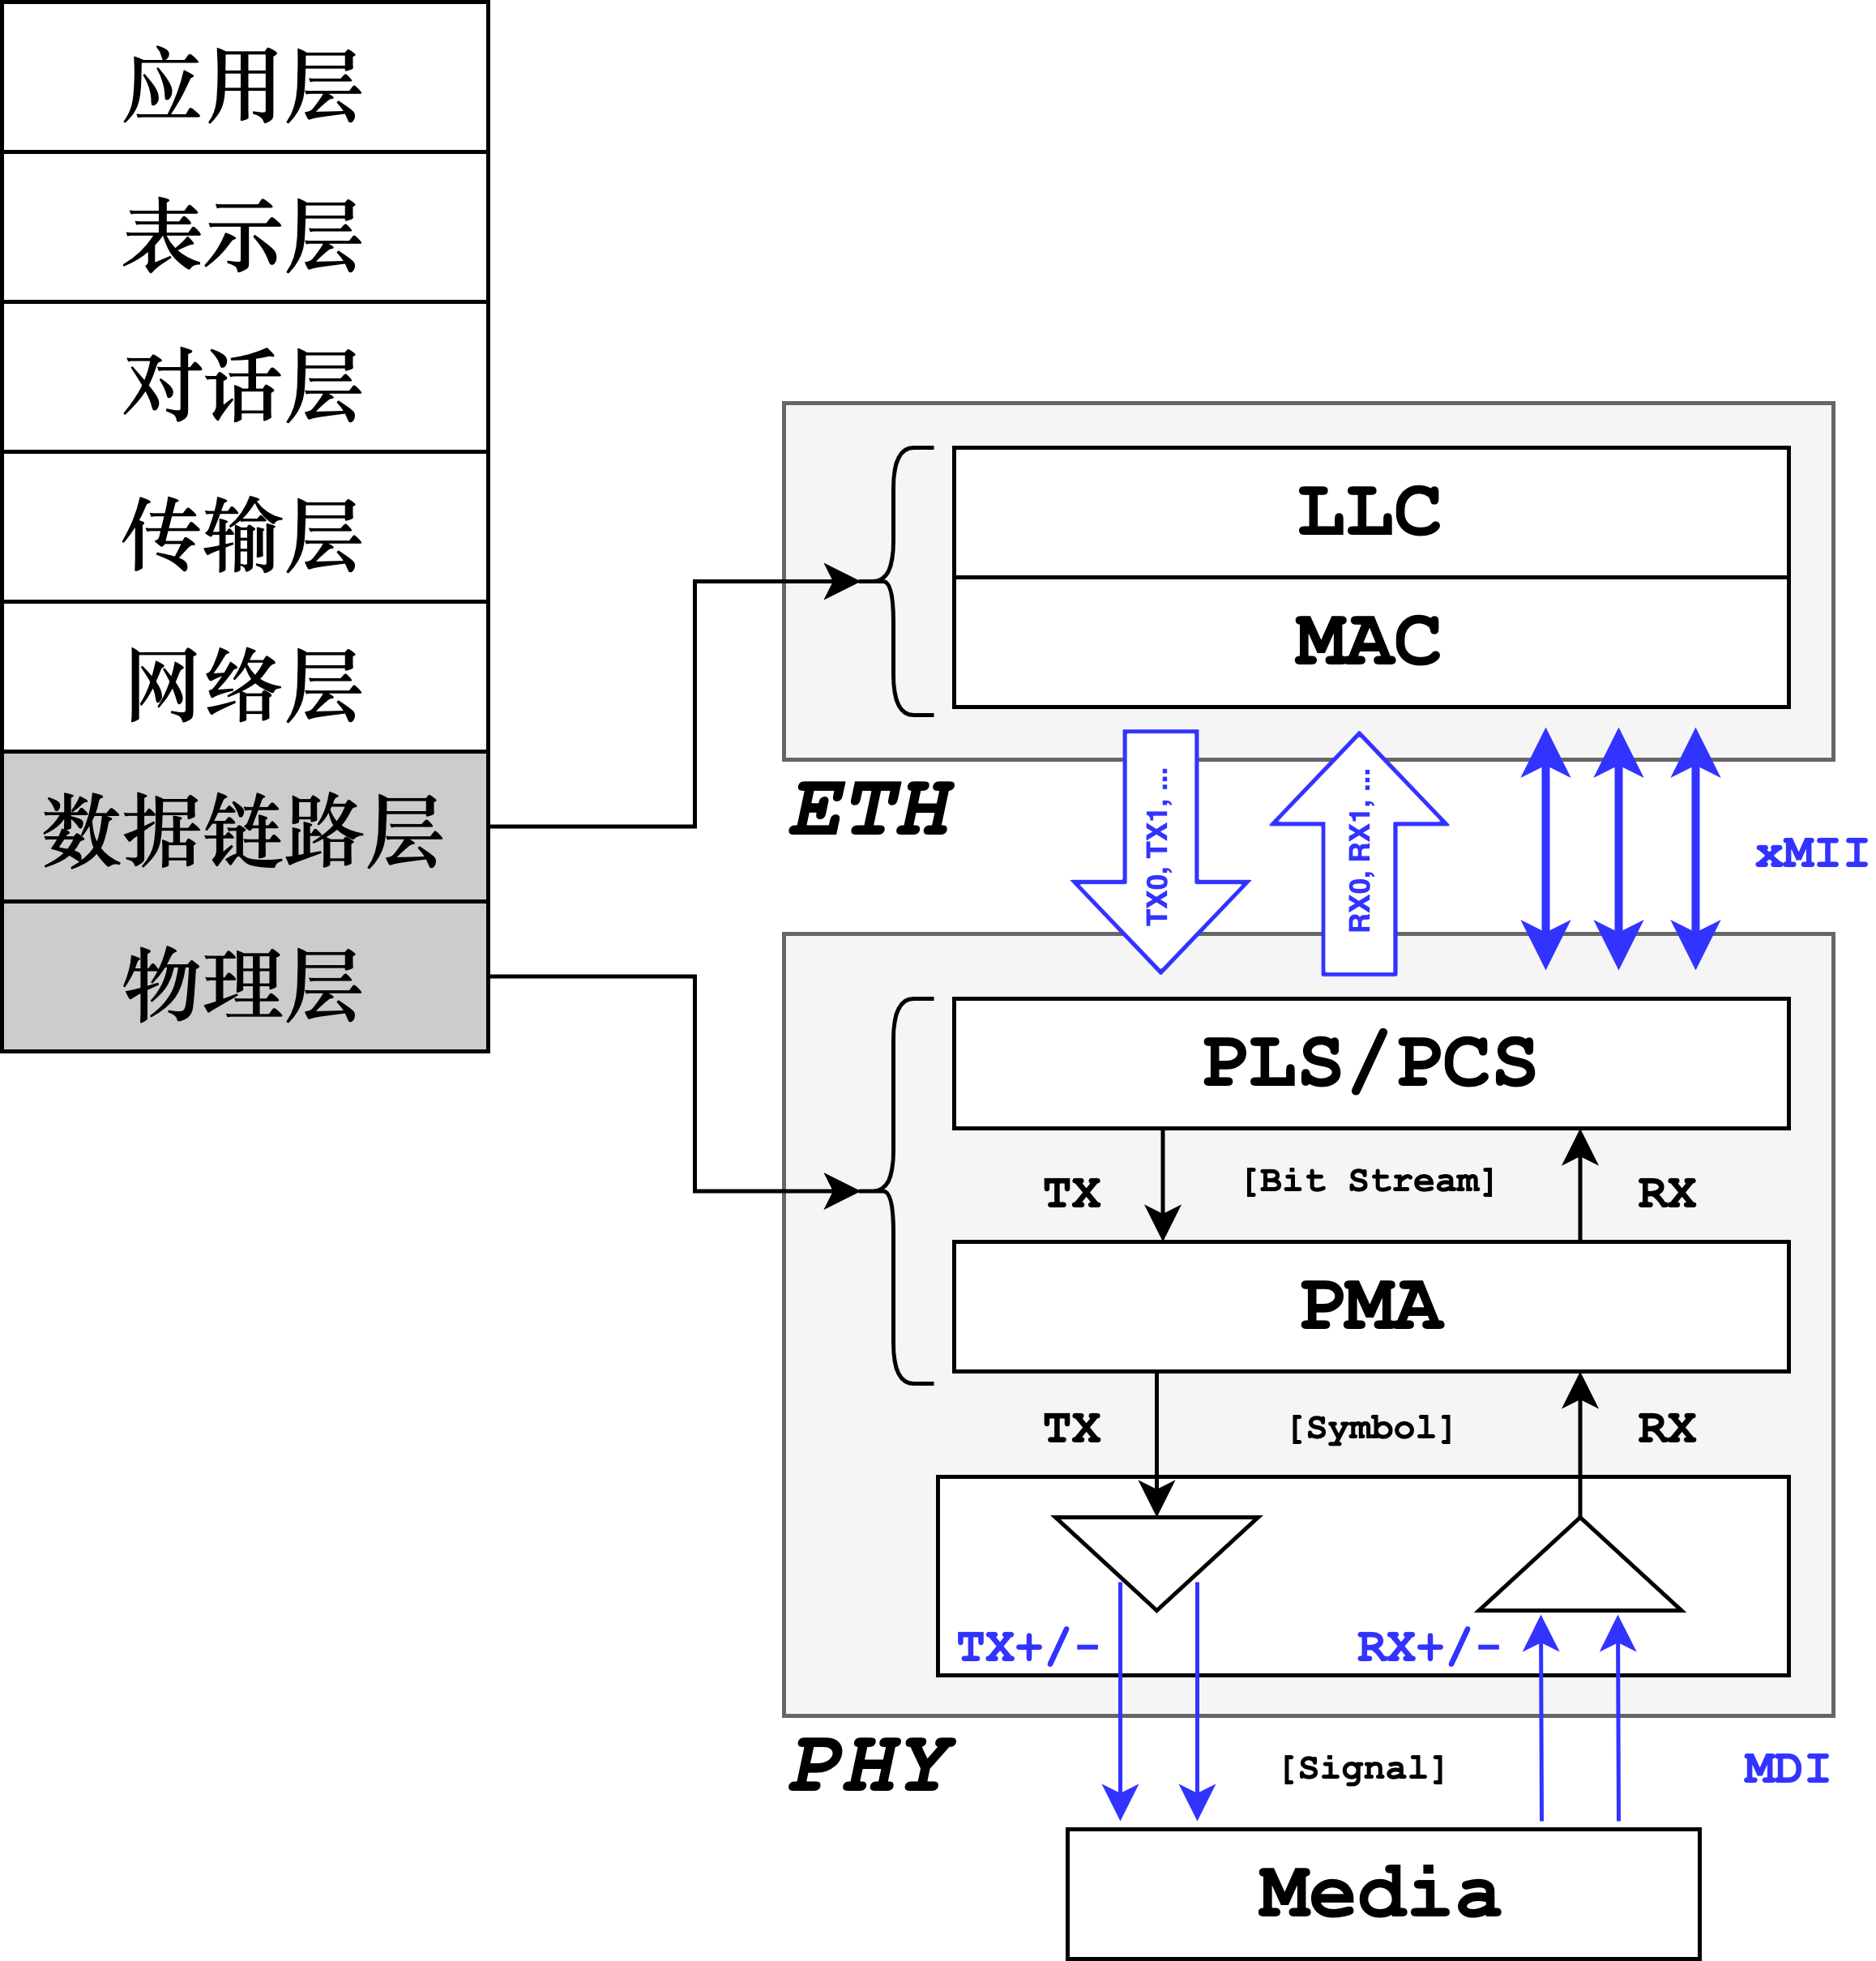 应用层
表示层
对话层
传输层
网络层
数据链路层
物理层
LLC
MAC
ETH
TX0, TX1, ...
RX0, RX1, ...
xMII
PLS/PCS
TX
[Bit Stream]
RX
PMA
TX
[Symbol]
RX
TX+/-
RX+/-
PHY
[Signal]
MDI
Media